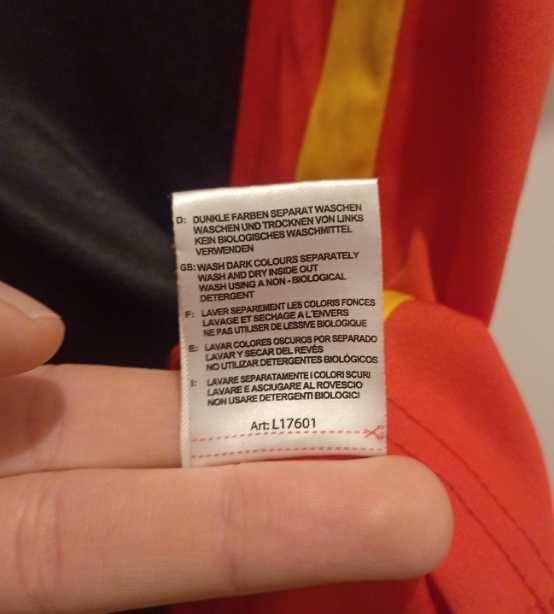 D: DUNKLE FARBEN SEPARAT WASCHEN
WASCHEN UND TROCKNEN VON LINKS
KEIN BIOLOGISCHES WASCHMITTEL
VERWENDEN
GB: WASH DARK COLOURS SEPARATELY
WASH AND DRY INSIDE OUT
WASH USING A NON - BIOLOGICAL
DETERGENT
F: LAVER SEPAREMENT LES COLORIS FONCES
LAVAGE ET SECHAGE A L'ENVERS
NE PAS UTILISER DE LESSIVE BIOLOGIQUE
E: LAVAR COLORES OSCUROS POR SEPARADO
LAVAR Y SECAR DEL REVÉS
NO UTILIZAR DETERGENTES BIOLÓGICOS
I: LAVARE SEPARATAMENTE I COLORI SCURI
LAVARE E ASCIUGARE AL ROVESCIO
NON USARE DETERGENTI BIOLOGICI
Art: L17601